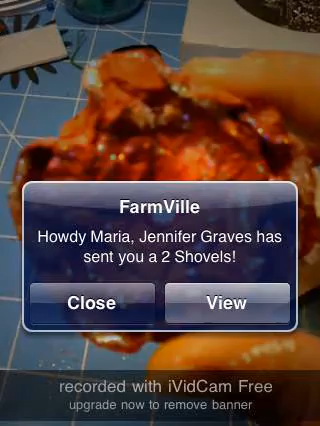 FarmVille
Howdy Maria, Jennifer Graves has
sent you a 2 Shovels!
Close
View
recorded with iVidCam Free
upgrade now to remove banner